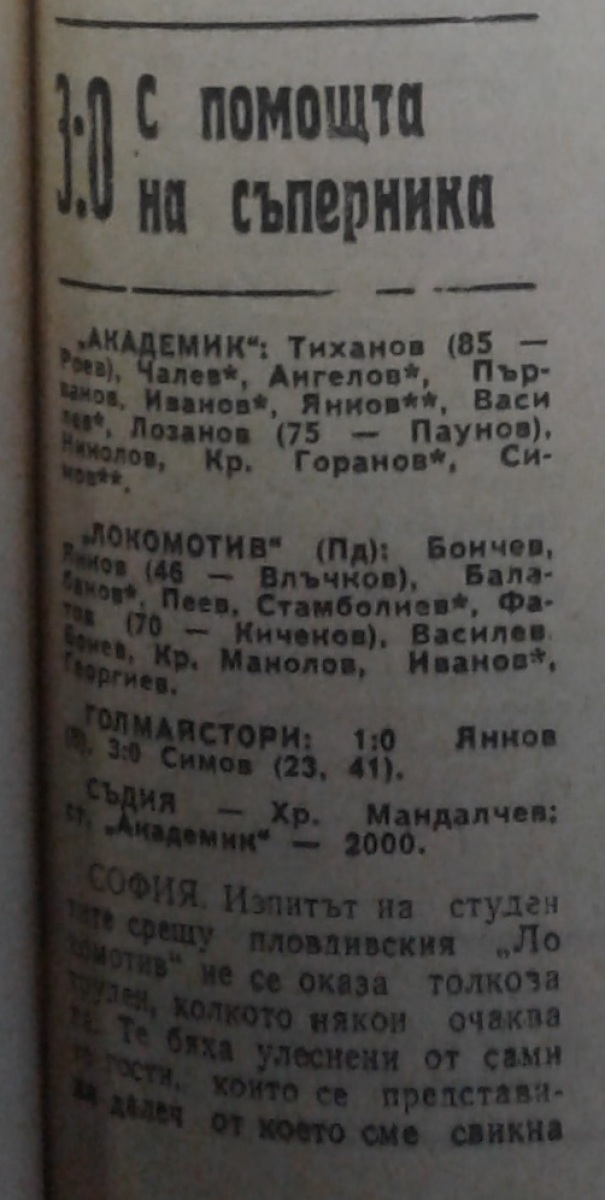 3:0 С помощта
на съперника
„АКАДЕМИК“: Тиханов (85 —
Роев), Чалев*, Ангелов*, Пър-
ванов, Иванов*, Янков**, Васи
лев*, Лозанов (75 — Паунов),
Николов, Кр. Горанов*, Си-
мов**.
„ЛОКОМОТИВ“ (Пд): Бончев,
Янков (46 — Влъчков), Бала-
банов*, Пеев, Стамболиев*, Фа-
тов (70 — Киченов), Василев
Бонев, Кр. Манолов, Иванов*,
Георгиев.
ГОЛМАЙСТОРИ: 1:0 Янков
3:0 Симов (23, 41).
СЪДИЯ — Хр. Мандалчев;
ст. „Академик“ — 2000.
СОФИЯ. Изпитът на студен
тите срещу пловдивския „Ло
комотив“ не се оказа толкоза
труден, колкото някои очаква
ха. Те бяха улеснени от сами
те гости, които се представи-
ха далеч от което сме свикна